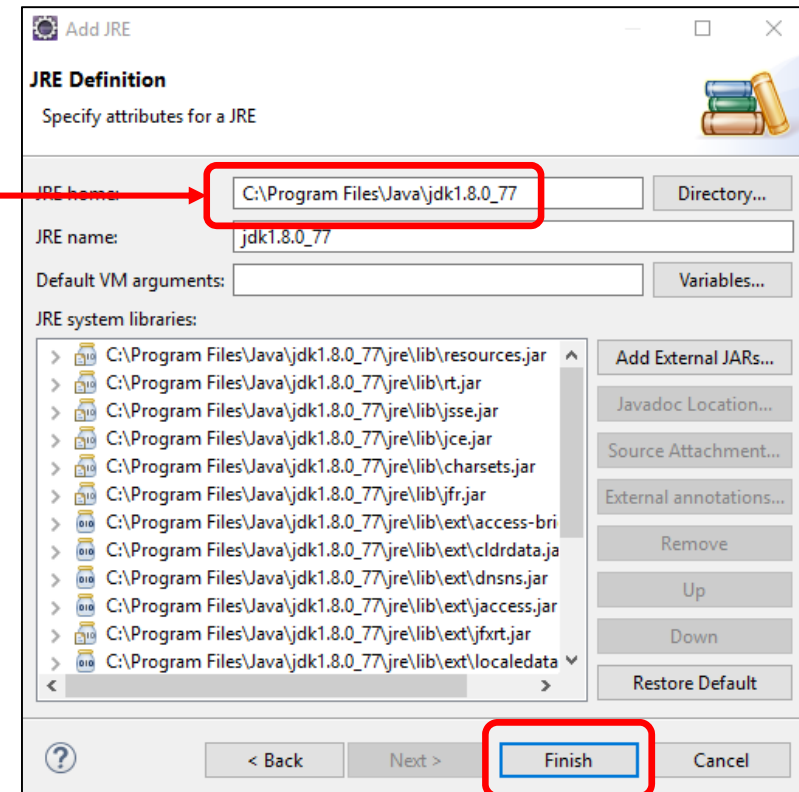 Add JRE
JRE Definition
Specify attributes for a JRE
JRE home: C:\Program Files\Java\jdk1.8.0_77 Directory...
JRE name: jdk1.8.0_77
Default VM arguments: Variables...
JRE system libraries:
C:\Program Files\Java\jdk1.8.0_77\jre\lib\resources.jar Add External JARs...
C:\Program Files\Java\jdk1.8.0_77\jre\lib\rt.jar
C:\Program Files\Java\jdk1.8.0_77\jre\lib\jsse.jar Javadoc Location...
C:\Program Files\Java\jdk1.8.0_77\jre\lib\jce.jar Source Attachment...
C:\Program Files\Java\jdk1.8.0_77\jre\lib\charsets.jar
C:\Program Files\Java\jdk1.8.0_77\jre\lib\jfr.jar External annotations...
C:\Program Files\Java\jdk1.8.0_77\jre\lib\ext\access-bri
C:\Program Files\Java\jdk1.8.0_77\jre\lib\ext\cldrdata.ja Remove
C:\Program Files\Java\jdk1.8.0_77\jre\lib\ext\dnsns.jar Up
C:\Program Files\Java\jdk1.8.0_77\jre\lib\ext\jaccess.jar
C:\Program Files\Java\jdk1.8.0_77\jre\lib\ext\jfxrt.jar Down
C:\Program Files\Java\jdk1.8.0_77\jre\lib\ext\localedata
Restore Default
? < Back Next > Finish Cancel